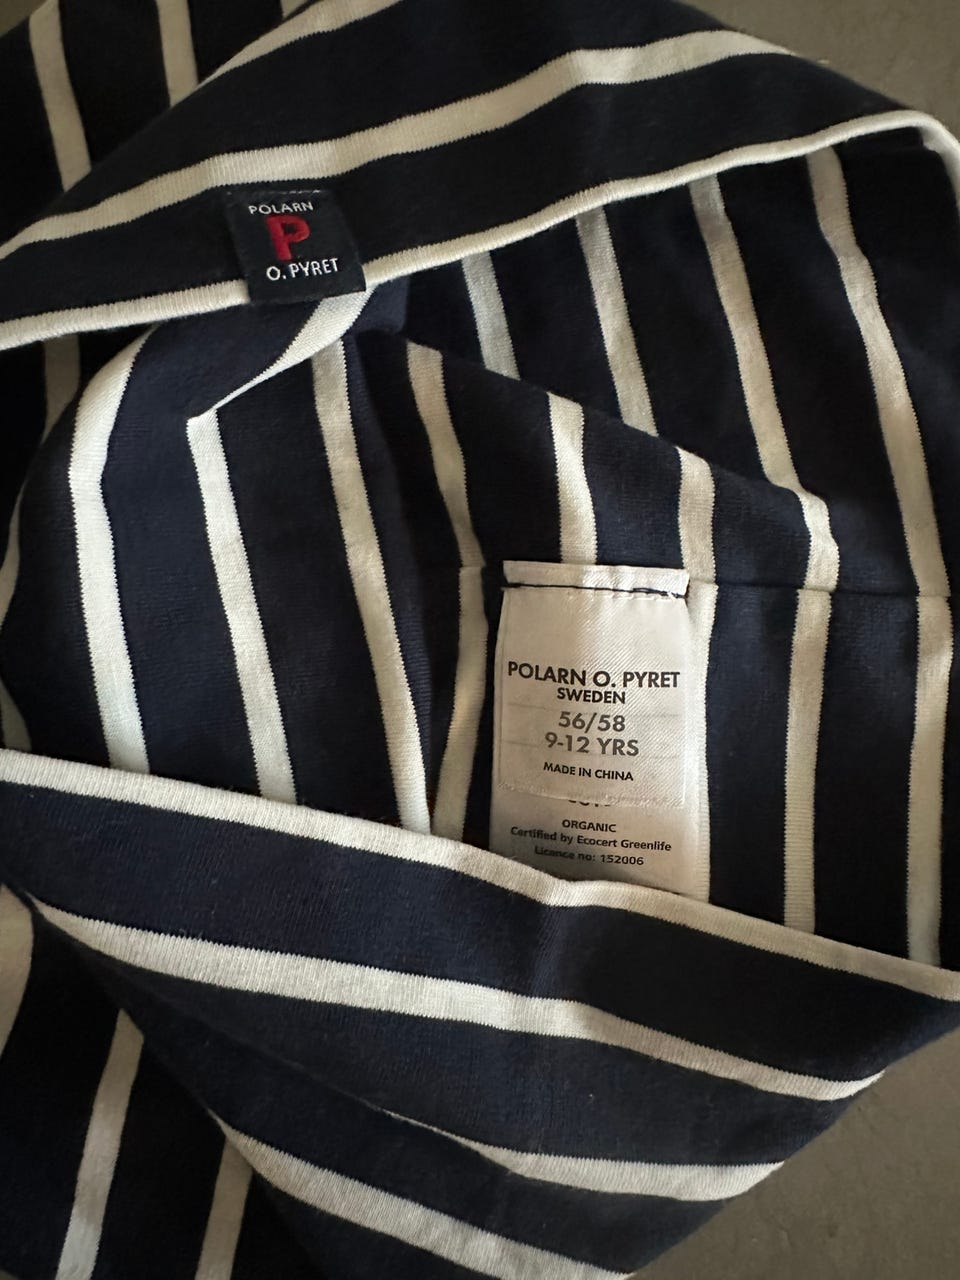 POLARN
P
O. PYRET
POLARN O. PYRET
SWEDEN
56/58
9-12 YRS
MADE IN CHINA
ORGANIC
Certified by Ecocert Greenlife
Licence no: 152006